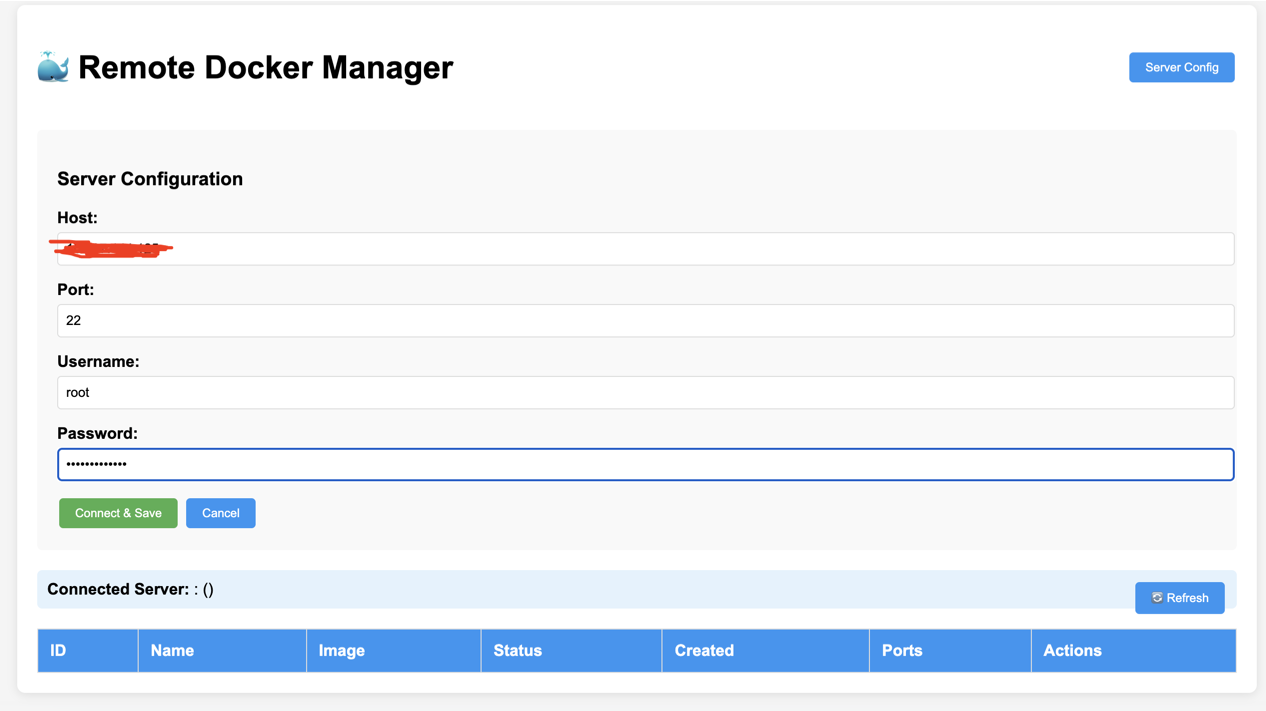 Remote Docker Manager
Server Config
Server Configuration
Host:
Port:
22
Username:
root
Password:
•••••••••••••
Connect & Save
Cancel
Connected Server: : ()
Refresh
ID Name Image Status Created Ports Actions